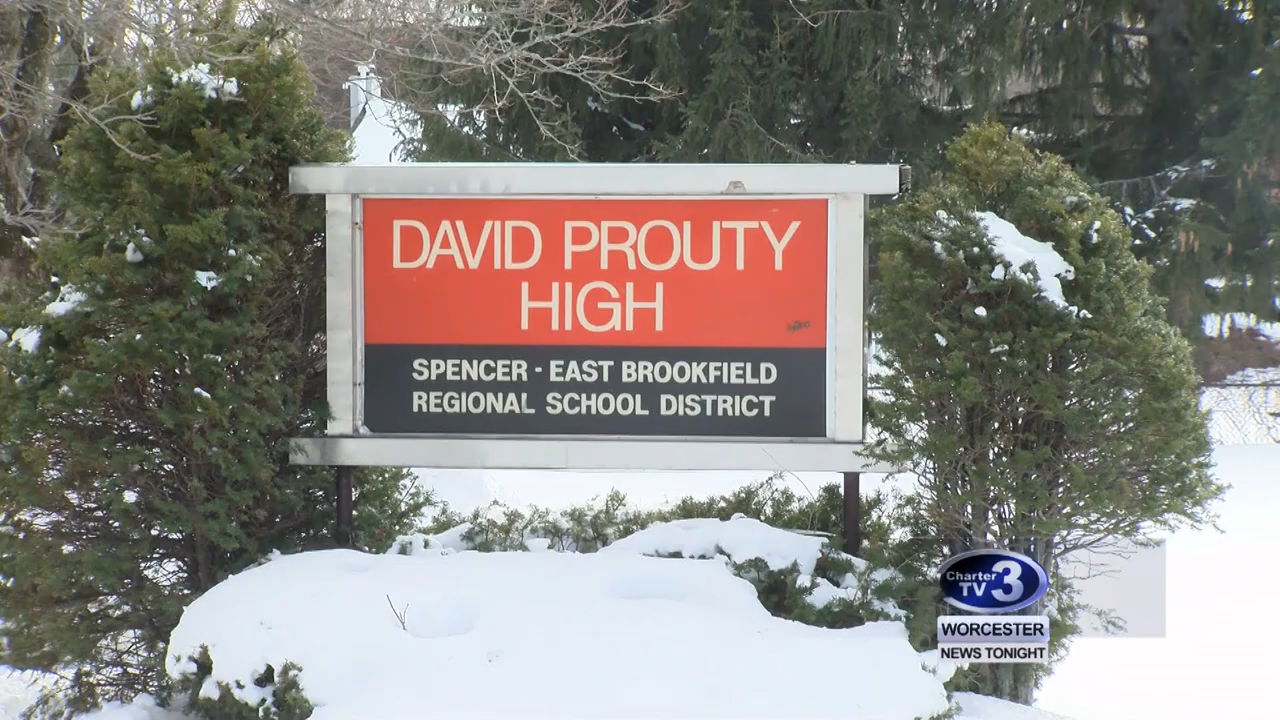 DAVID PROUTY
HIGH
SPENCER - EAST BROOKFIELD
REGIONAL SCHOOL DISTRICT
Charter
TV 3
WORCESTER
NEWS TONIGHT